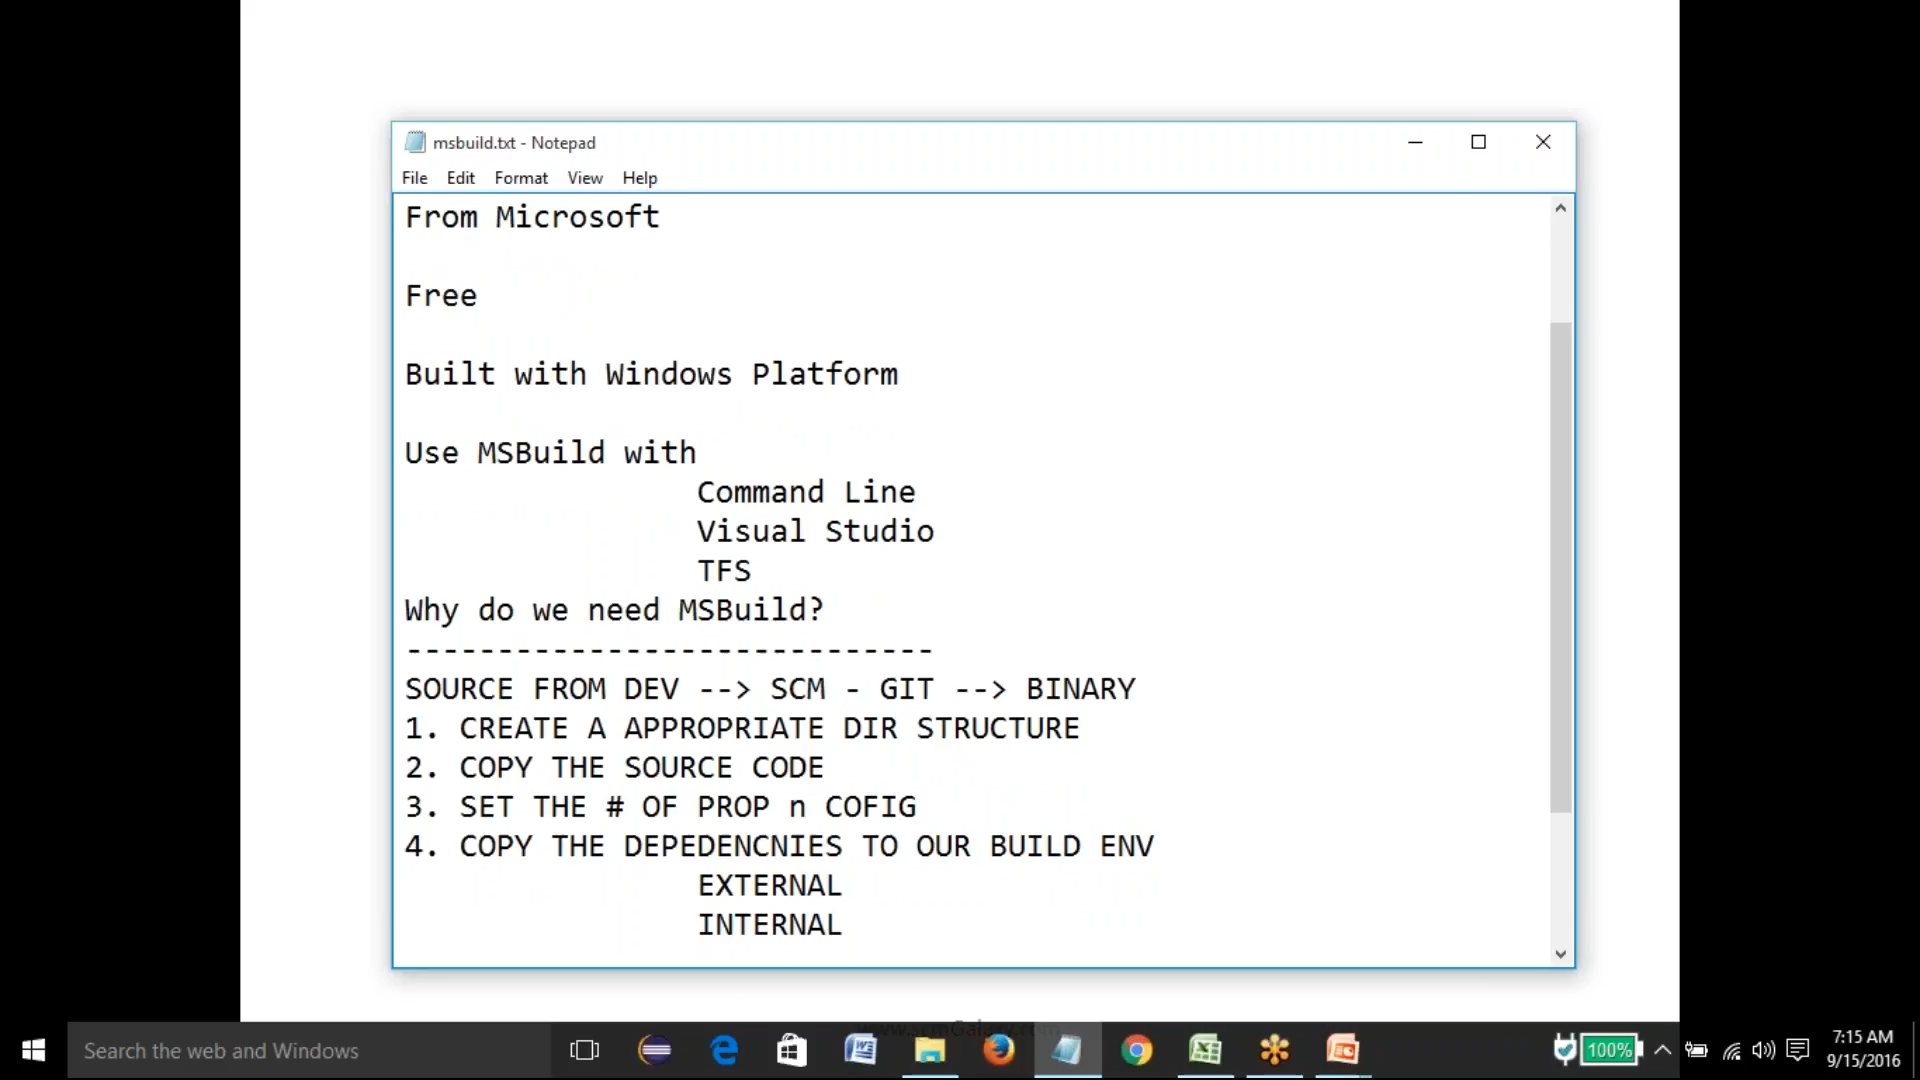 msbuild.txt - Notepad
File Edit Format View Help
From Microsoft
Free
Built with Windows Platform
Use MSBuild with
Command Line
Visual Studio
TFS
Why do we need MSBuild?
-----------------------------
SOURCE FROM DEV --> SCM - GIT --> BINARY
1. CREATE A APPROPRIATE DIR STRUCTURE
2. COPY THE SOURCE CODE
3. SET THE # OF PROP n COFIG
4. COPY THE DEPEDENCNIES TO OUR BUILD ENV
EXTERNAL
INTERNAL
Search the web and Windows
100%
7:15 AM
9/15/2016